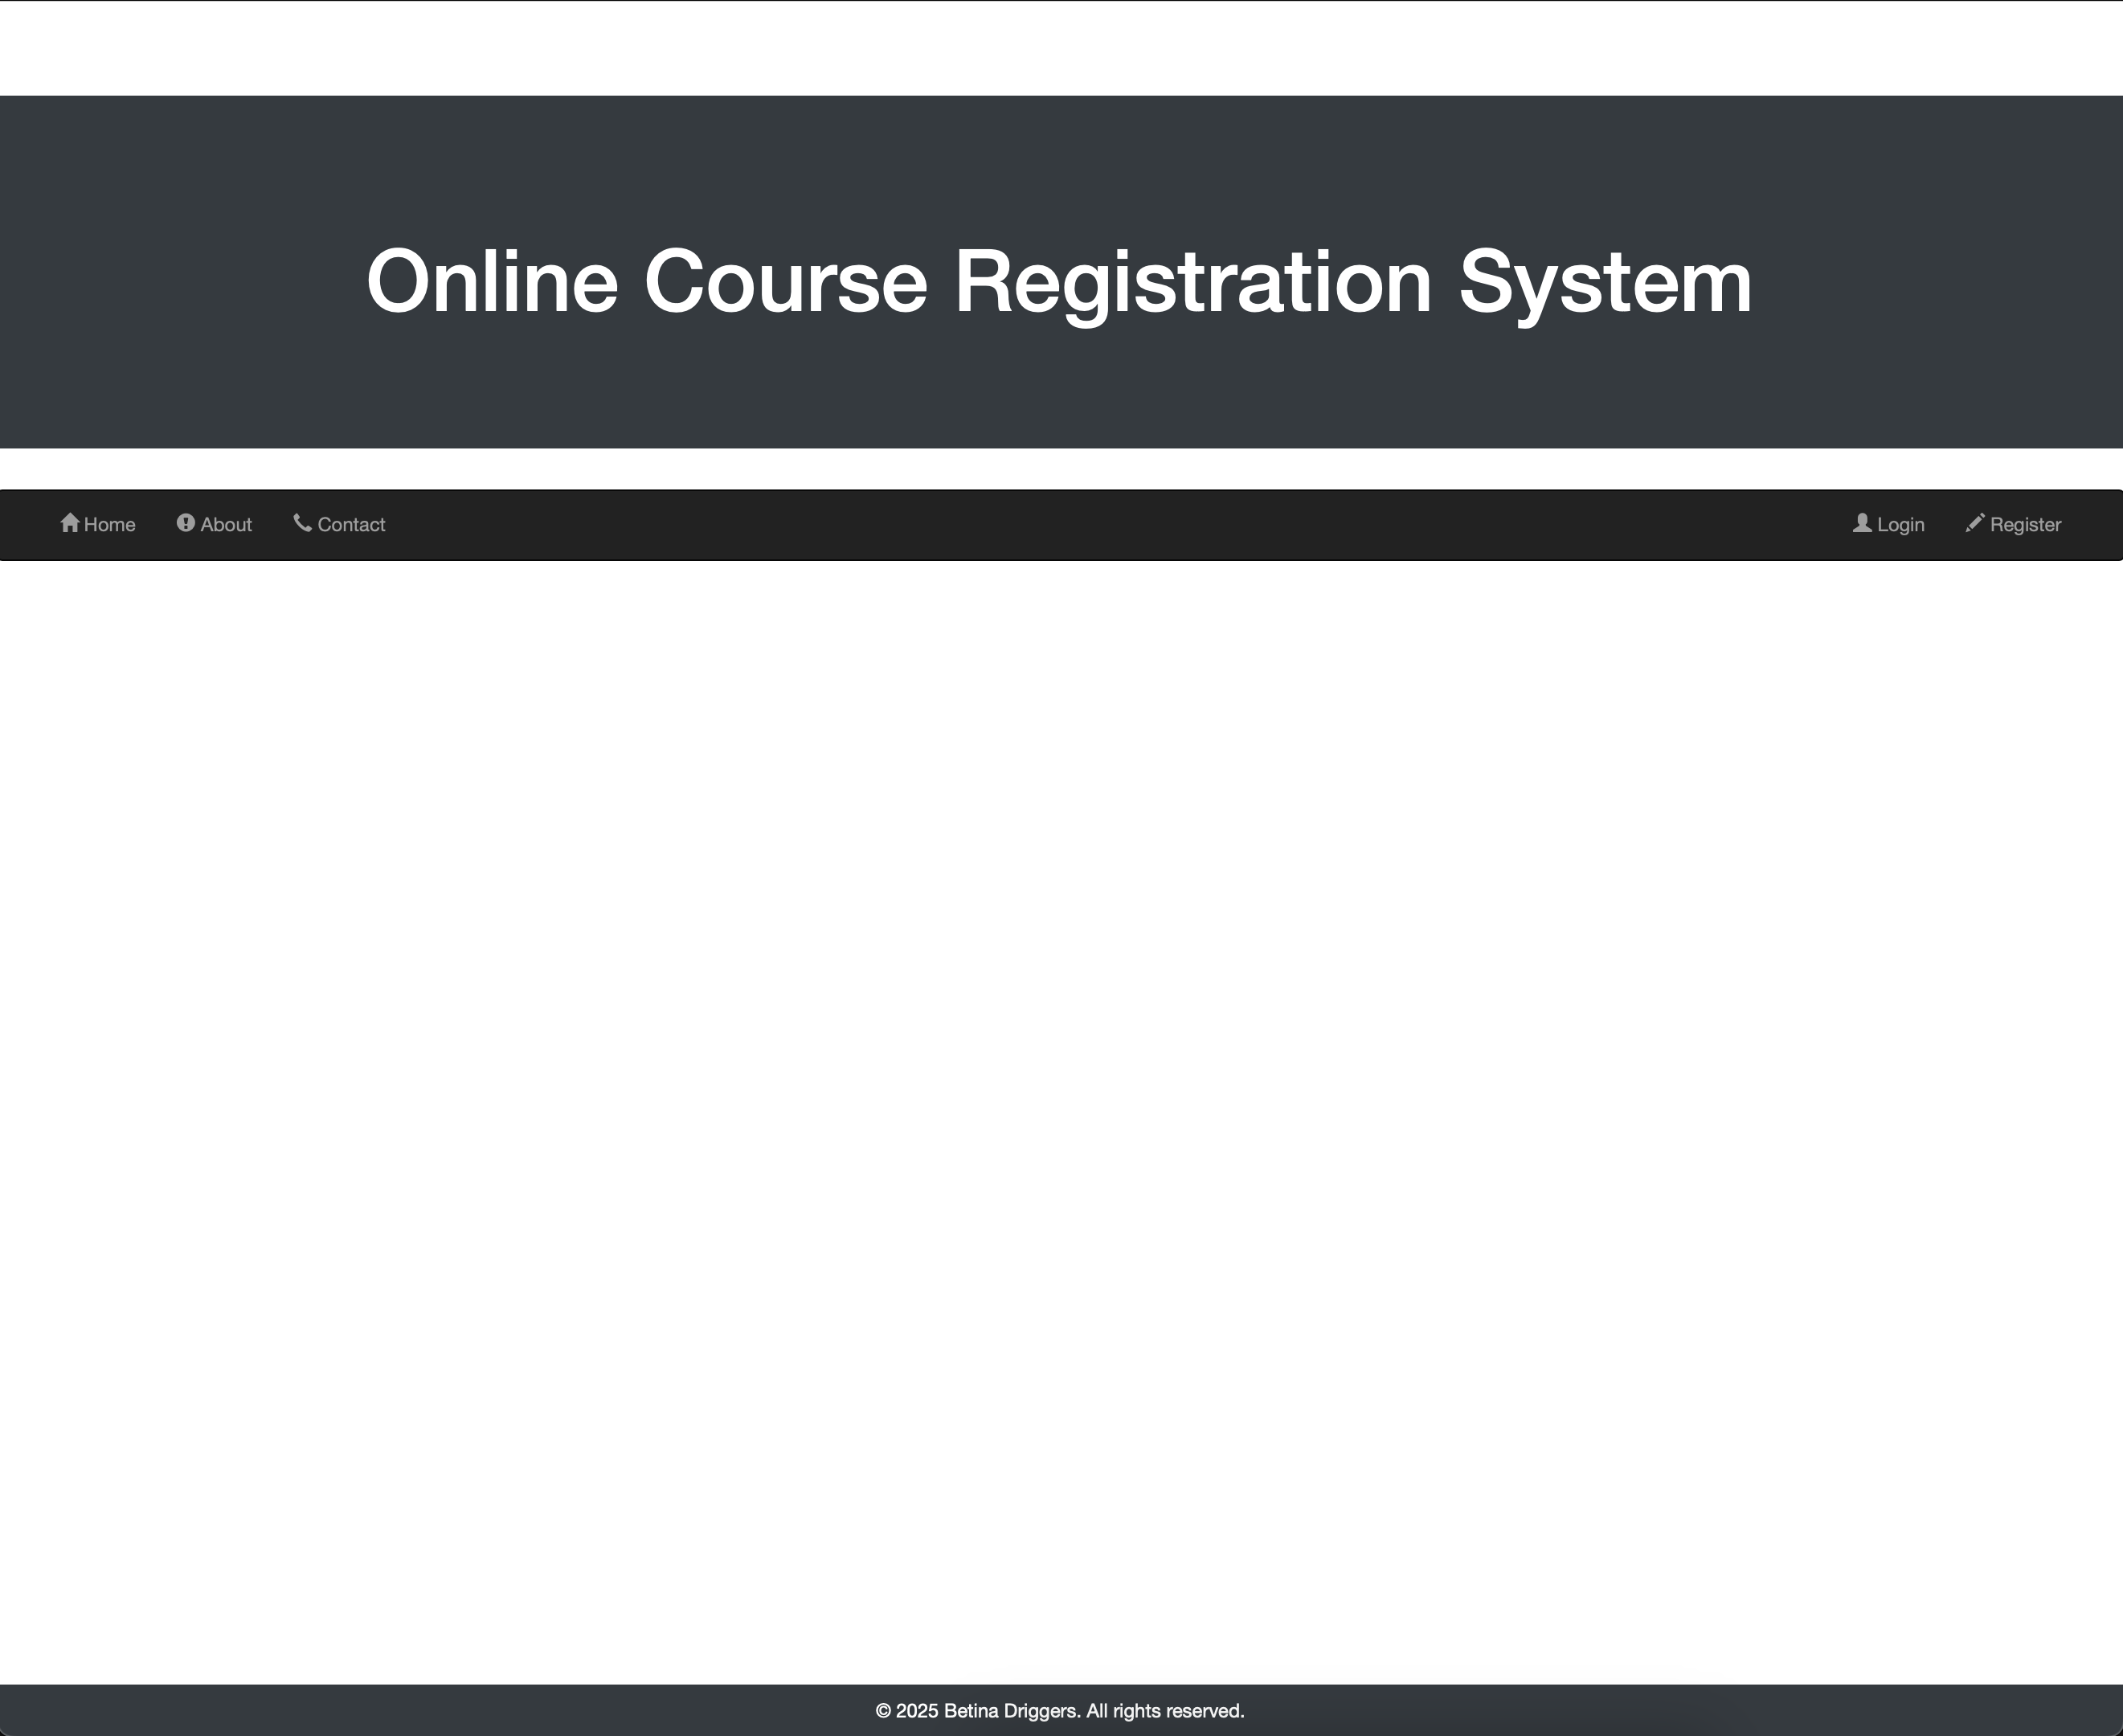 Online Course Registration System
Home About Contact Login Register
© 2025 Betina Driggers. All rights reserved.